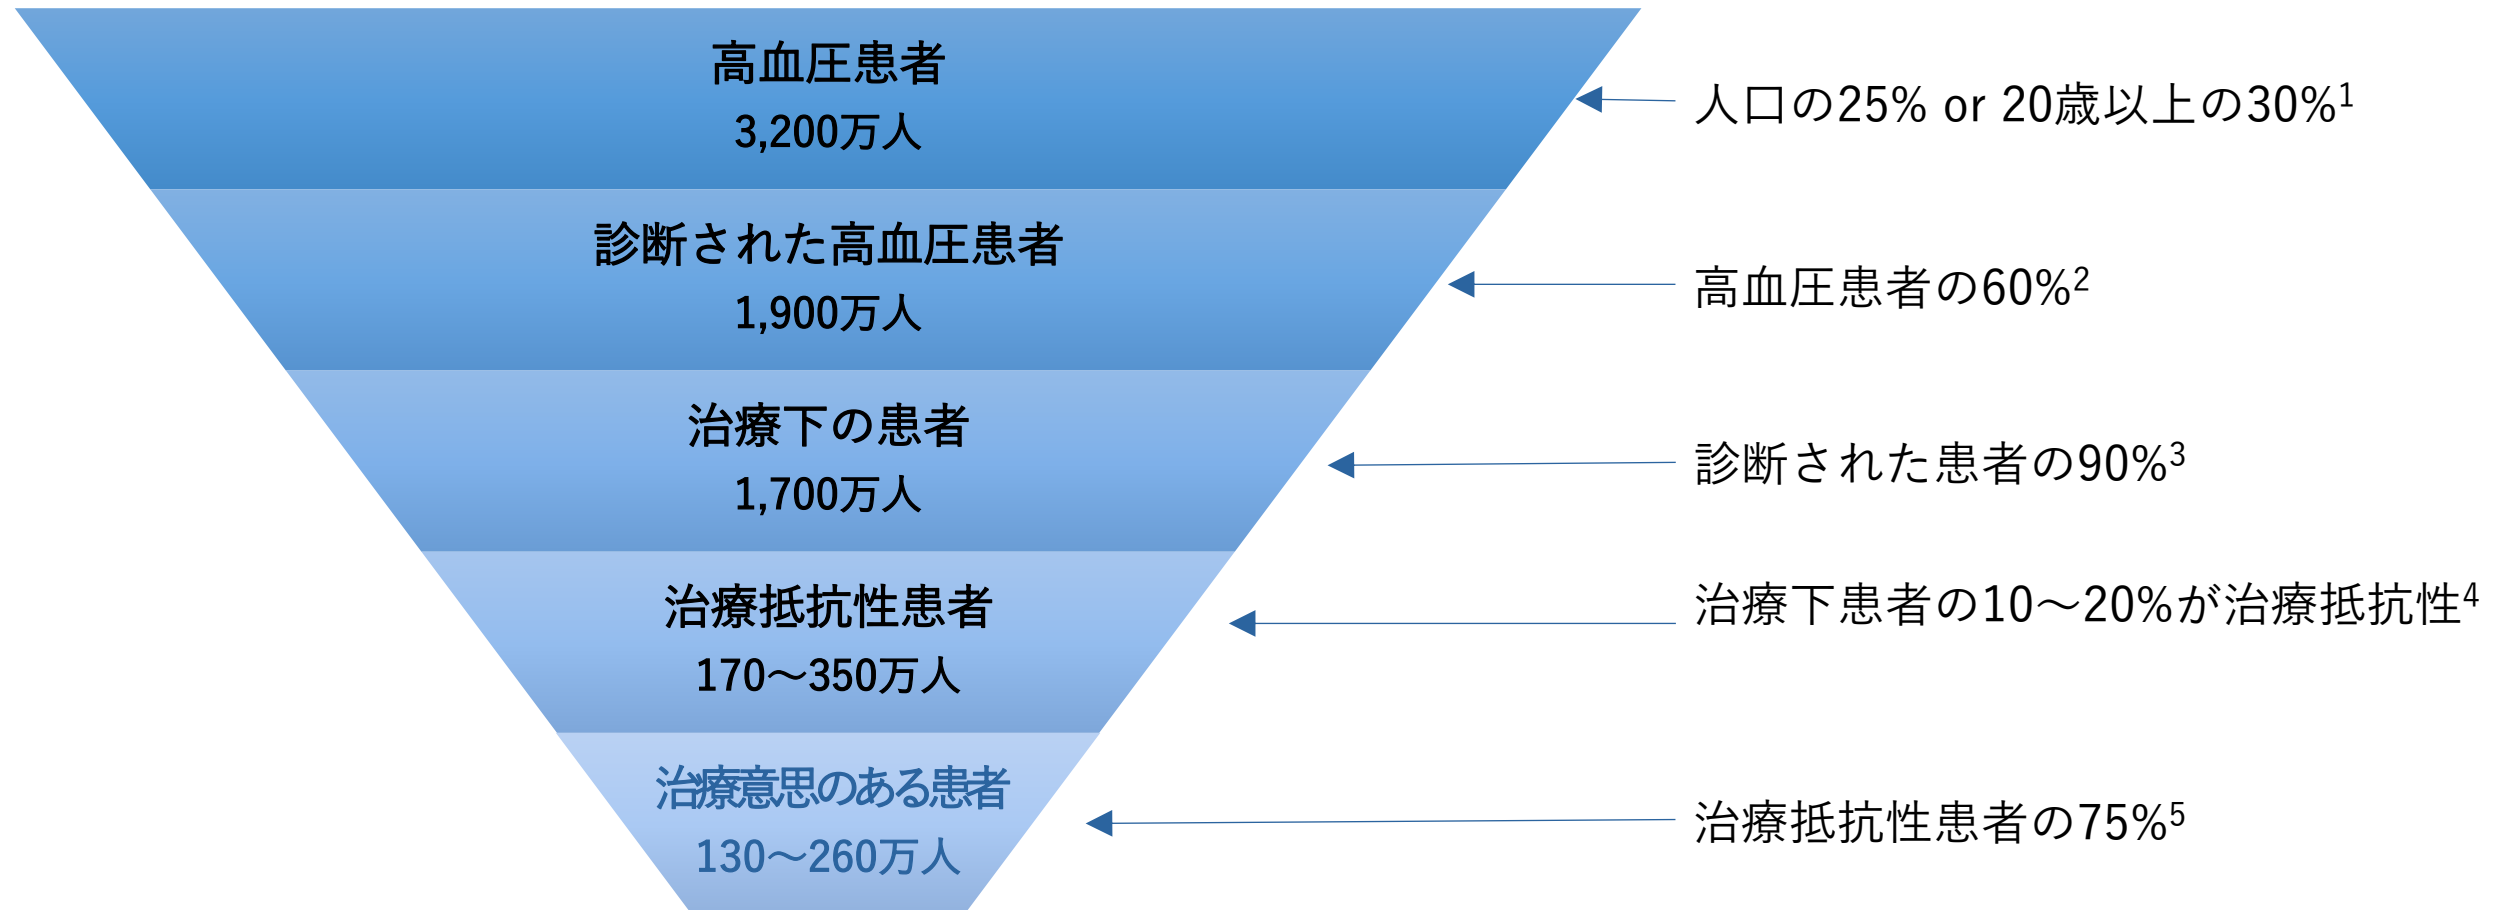 高血圧患者
3,200万人
人口の25% or 20歳以上の30%1
診断された高血圧患者
1,900万人
高血圧患者の60%2
治療下の患者
1,700万人
診断された患者の90%3
治療抵抗性患者
170～350万人
治療下患者の10～20%が治療抵抗性4
治療意思のある患者
130～260万人
治療抵抗性患者の75%5